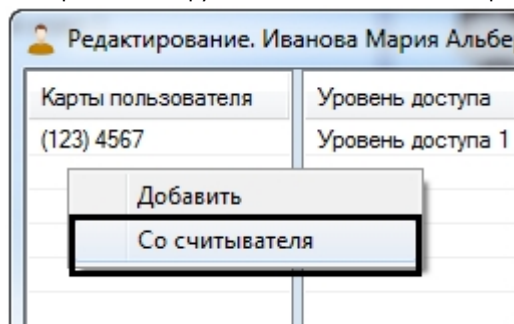 Редактирование. Иванова Мария Альбе
Карты пользователя Уровень доступа
(123) 4567 Уровень доступа 1
Добавить
Со считывателя